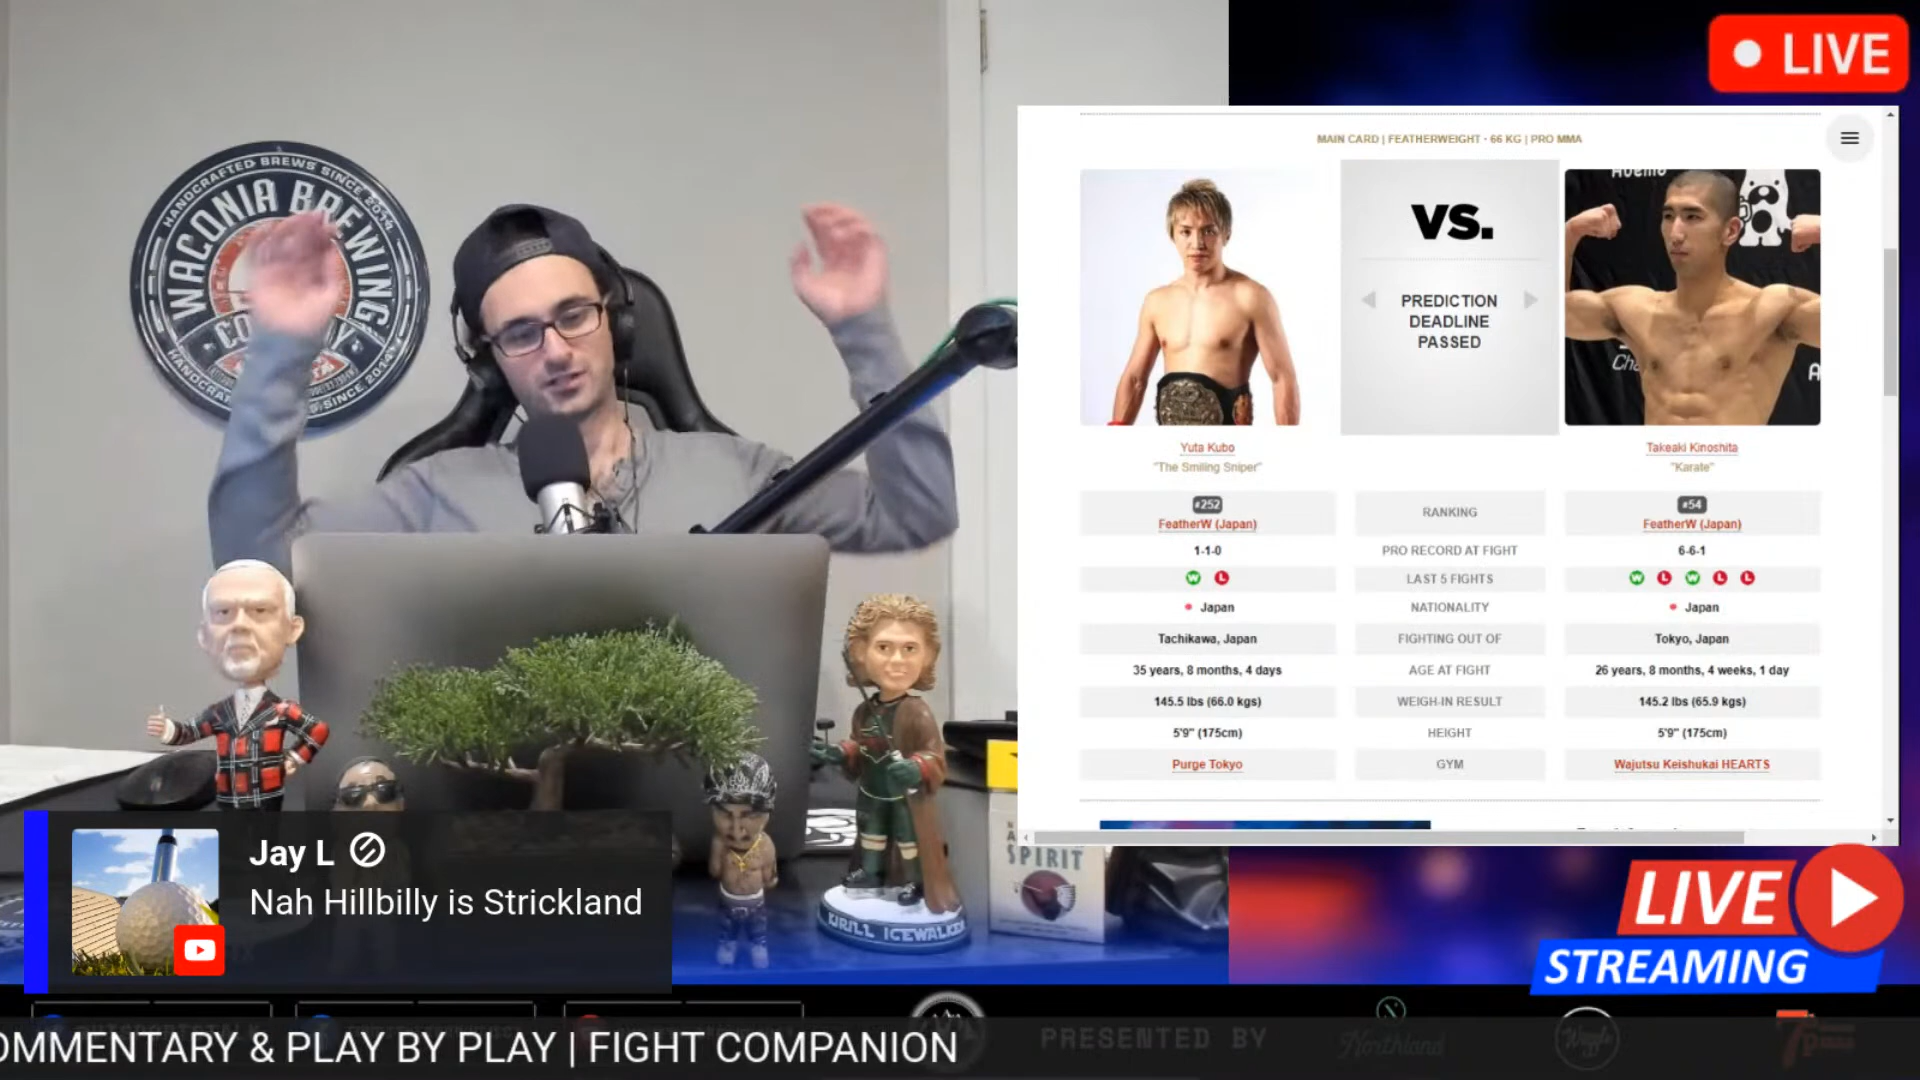 LIVE
MAIN CARD | FEATHERWEIGHT · 66 KG | PRO MMA
HANDCRAFTED BREWS SINCE 2014
WACONIA BREWING
VS.
PREDICTION
DEADLINE
PASSED
Yuta Kubo
"The Smiling Sniper"
Takeaki Kinoshita
"Karate"
#252
FeatherW (Japan)
RANKING
#54
FeatherW (Japan)
1-1-0
PRO RECORD AT FIGHT
6-6-1
W L
LAST 5 FIGHTS
W L W L L
Japan
NATIONALITY
Japan
Tachikawa, Japan
FIGHTING OUT OF
Tokyo, Japan
35 years, 8 months, 4 days
AGE AT FIGHT
26 years, 8 months, 4 weeks, 1 day
145.5 lbs (66.0 kgs)
WEIGH-IN RESULT
145.2 lbs (65.9 kgs)
5'9" (175cm)
HEIGHT
5'9" (175cm)
Purge Tokyo
GYM
Wajutsu Keishukai HEARTS
Jay L
Nah Hillbilly is Strickland
SPIRIT
KIRILL ICEWALKER
LIVE
STREAMING
PRESENTED BY
Northland
OMMENTARY & PLAY BY PLAY | FIGHT COMPANION